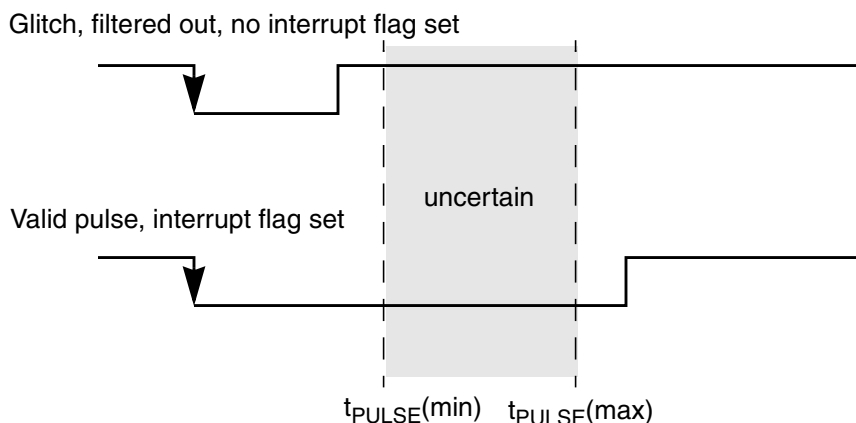 Glitch, filtered out, no interrupt flag set
uncertain
Valid pulse, interrupt flag set
tPULSE(min) tPULSE(max)